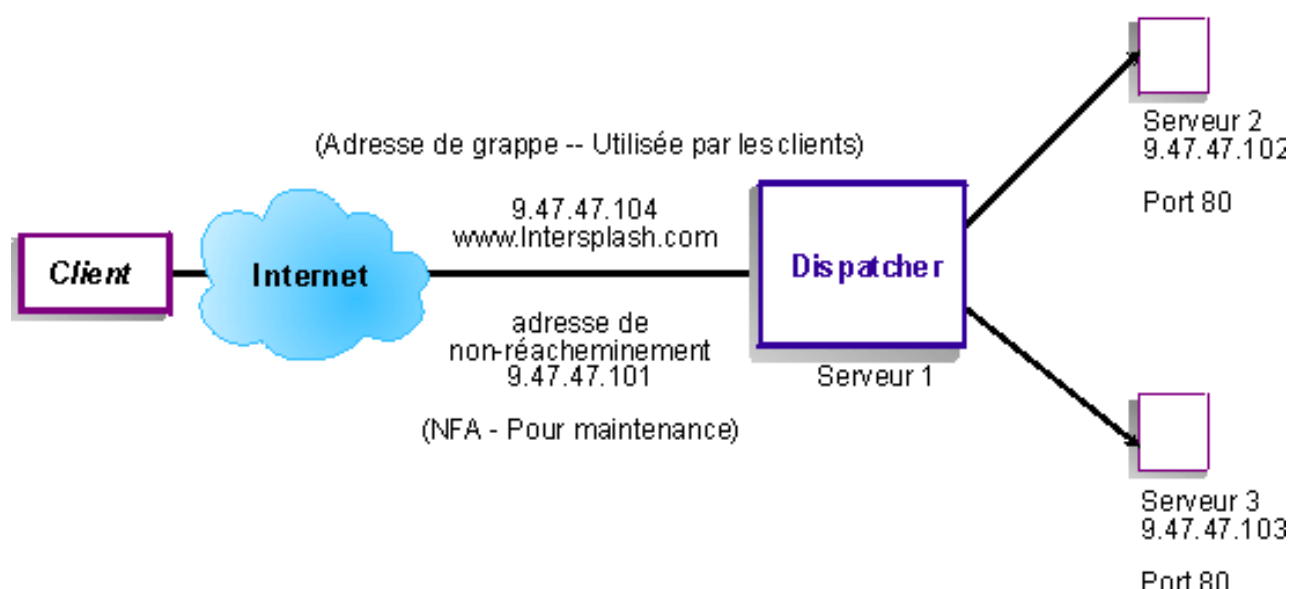 (Adresse de grappe -- Utilisée par les clients)
9.47.47.104
www.Intersplash.com
Client
Internet
adresse de
non-réacheminement
9.47.47.101
(NFA - Pour maintenance)
Dispatcher
Serveur 1
Serveur 2
9.47.47.102
Port 80
Serveur 3
9.47.47.103
Port 80